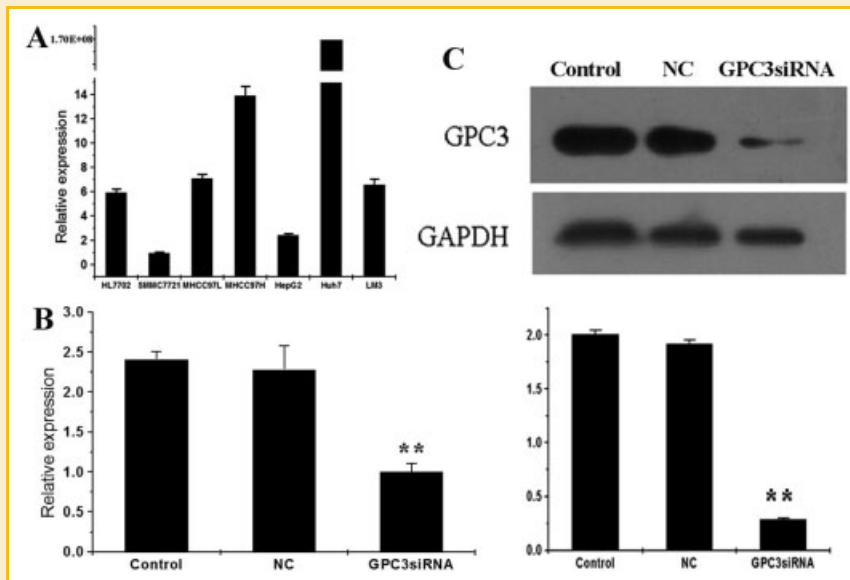 A
1.70E+08
14
12
10
8
6
4
2
0
Relative expression
HL7702 SMMC7721 MHCC97L MHCC97H HepG2 Huh7 LM3
C
Control NC GPC3siRNA
GPC3
GAPDH
B
3.0
2.5
2.0
1.5
1.0
0.5
0.0
Relative expression
**
Control NC GPC3siRNA
2.0
1.5
1.0
0.5
0.0
**
Control NC GPC3siRNA